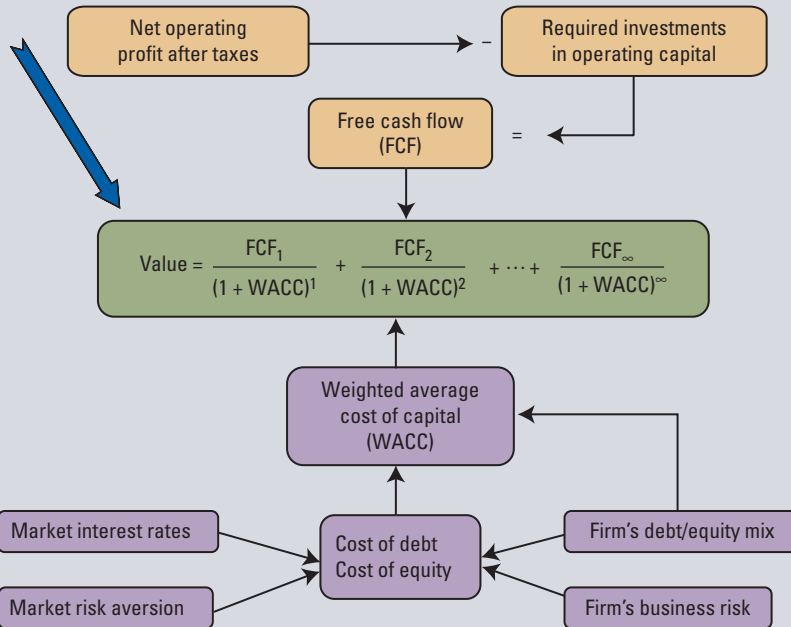 Net operating
profit after taxes
−
Required investments
in operating capital
Free cash flow
(FCF)
=
Value = FCF₁ / (1 + WACC)¹ + FCF₂ / (1 + WACC)² + ⋯ + FCF∞ / (1 + WACC)^∞
Weighted average
cost of capital
(WACC)
Market interest rates
Cost of debt
Cost of equity
Firm’s debt/equity mix
Market risk aversion
Firm’s business risk